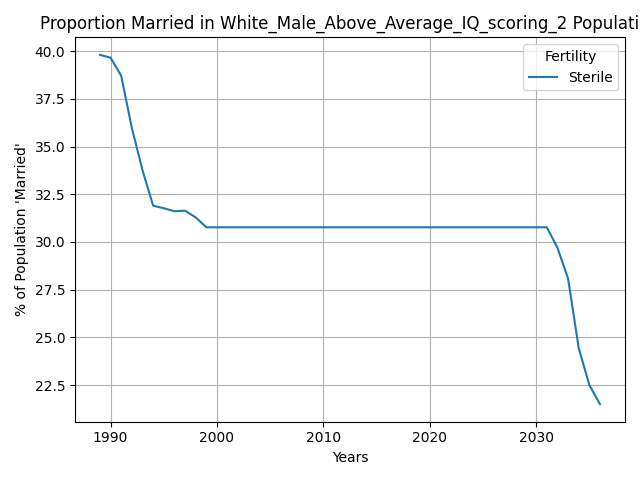 Proportion Married in White_Male_Above_Average_IQ_scoring_2 Populati
Fertility
Sterile
40.0
37.5
35.0
32.5
30.0
27.5
25.0
22.5
% of Population 'Married'
1990
2000
2010
2020
2030
Years